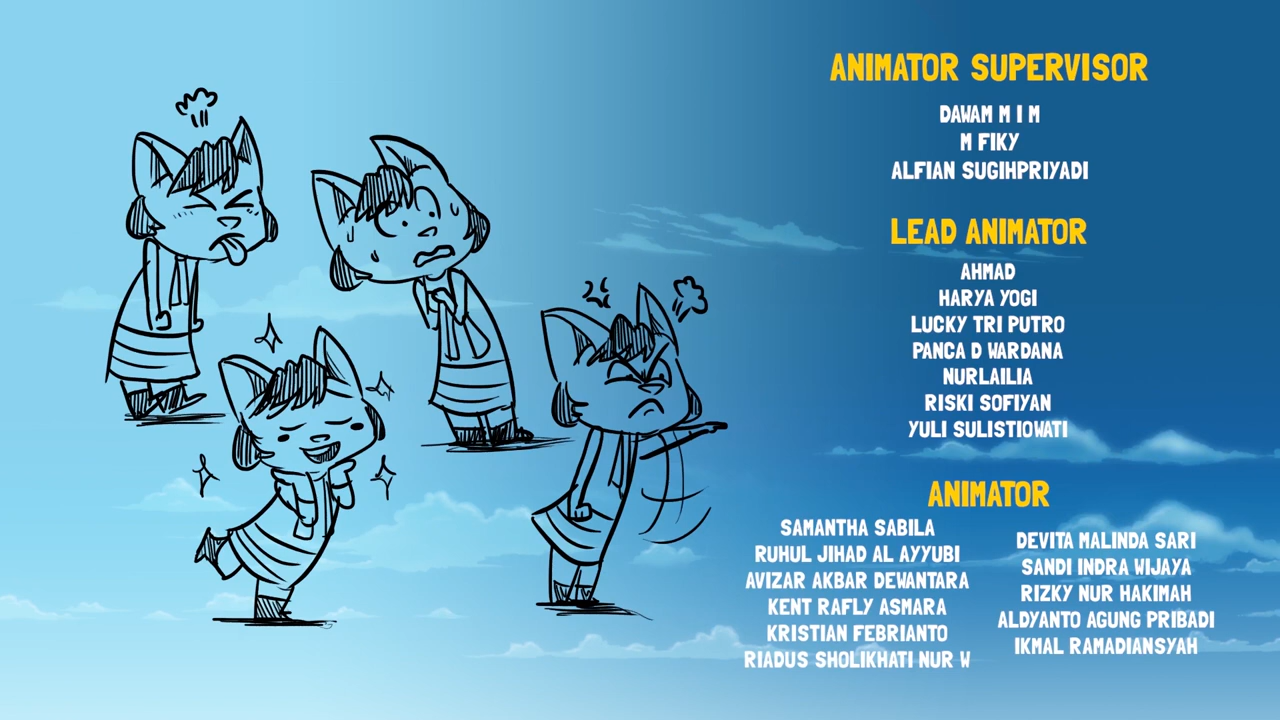 ANIMATOR SUPERVISOR
DAWAM M I M
M FIKY
ALFIAN SUGIHPRIYADI
LEAD ANIMATOR
AHMAD
HARYA YOGI
LUCKY TRI PUTRO
PANCA D WARDANA
NURLAILIA
RISKI SOFIYAN
YULI SULISTIOWATI
ANIMATOR
SAMANTHA SABILA
RUHUL JIHAD AL AYYUBI
AVIZAR AKBAR DEWANTARA
KENT RAFLY ASMARA
KRISTIAN FEBRIANTO
RIADUS SHOLIKHATI NUR W
DEVITA MALINDA SARI
SANDI INDRA WIJAYA
RIZKY NUR HAKIMAH
ALDYANTO AGUNG PRIBADI
IKMAL RAMADIANSYAH